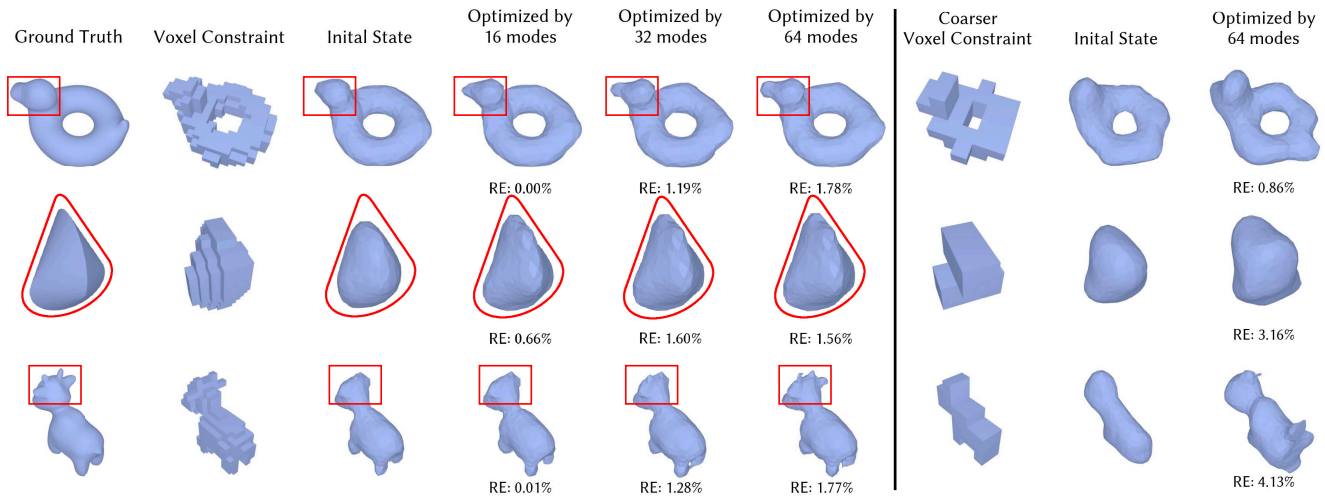 Ground Truth
Voxel Constraint
Inital State
Optimized by
16 modes
Optimized by
32 modes
Optimized by
64 modes
Coarser
Voxel Constraint
Inital State
Optimized by
64 modes
RE: 0.00%
RE: 1.19%
RE: 1.78%
RE: 0.86%
RE: 0.66%
RE: 1.60%
RE: 1.56%
RE: 3.16%
RE: 0.01%
RE: 1.28%
RE: 1.77%
RE: 4.13%